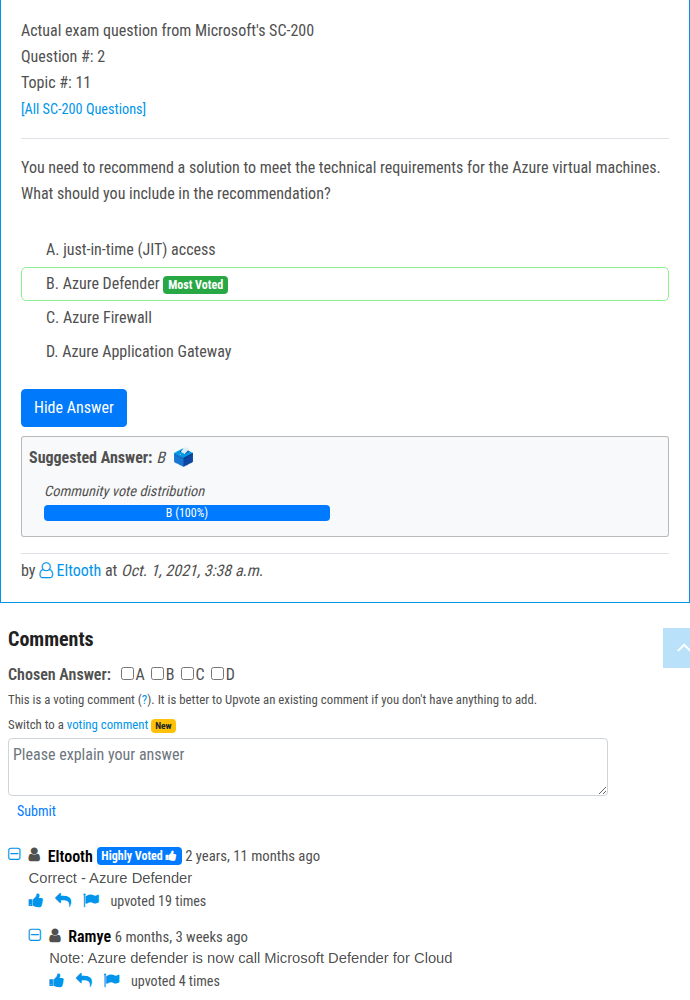 Actual exam question from Microsoft's SC-200
Question #: 2
Topic #: 11
[All SC-200 Questions]
You need to recommend a solution to meet the technical requirements for the Azure virtual machines.
What should you include in the recommendation?
A. just-in-time (JIT) access
B. Azure Defender Most Voted
C. Azure Firewall
D. Azure Application Gateway
Hide Answer
Suggested Answer: B
Community vote distribution
B (100%)
by Eltooth at Oct. 1, 2021, 3:38 a.m.
Comments
Chosen Answer: A B C D
This is a voting comment (?). It is better to Upvote an existing comment if you don't have anything to add.
Switch to a voting comment New
Please explain your answer
Submit
Eltooth Highly Voted 2 years, 11 months ago
Correct - Azure Defender
upvoted 19 times
Ramye 6 months, 3 weeks ago
Note: Azure defender is now call Microsoft Defender for Cloud
upvoted 4 times